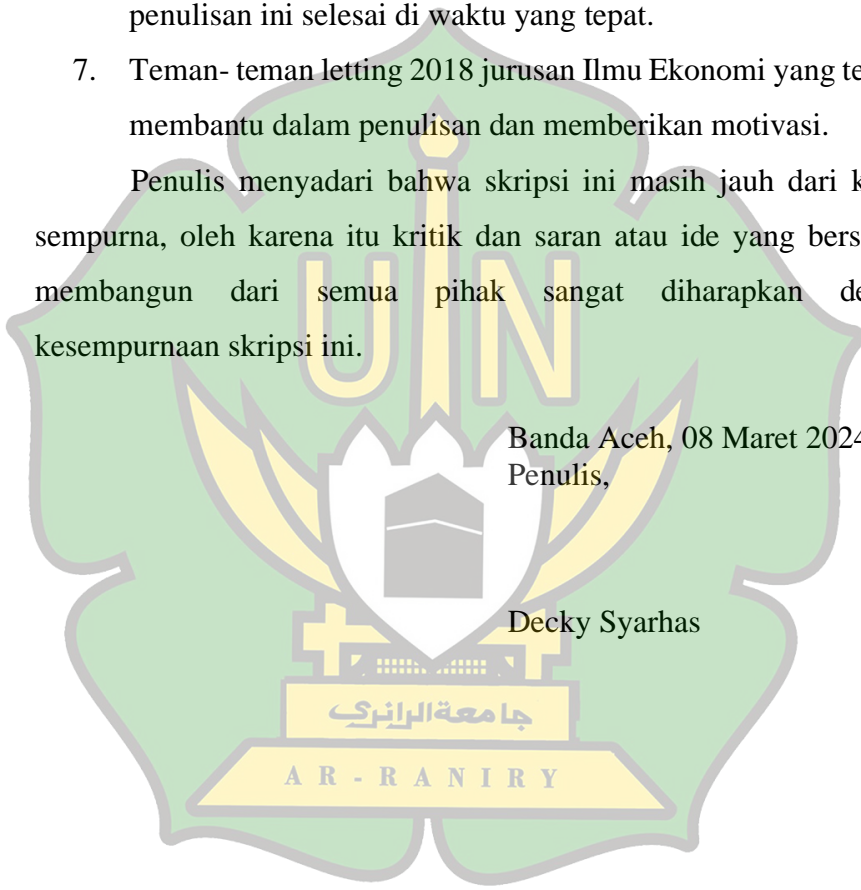 penulisan ini selesai di waktu yang tepat.
7. Teman- teman letting 2018 jurusan Ilmu Ekonomi yang te
membantu dalam penulisan dan memberikan motivasi.
Penulis menyadari bahwa skripsi ini masih jauh dari k
sempurna, oleh karena itu kritik dan saran atau ide yang bers
membangun dari semua pihak sangat diharapkan de
kesempurnaan skripsi ini.
UIN
Banda Aceh, 08 Maret 2024
Penulis,
Decky Syarhas
جامعة الرانري
AR-RANIRY